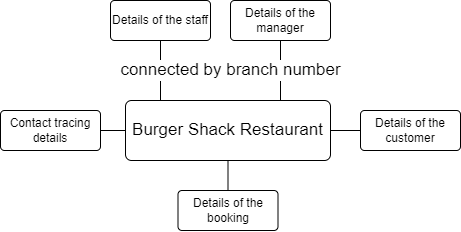 Details of the staff
Details of the
manager
connected by branch number
Contact tracing
details
Burger Shack Restaurant
Details of the
customer
Details of the
booking